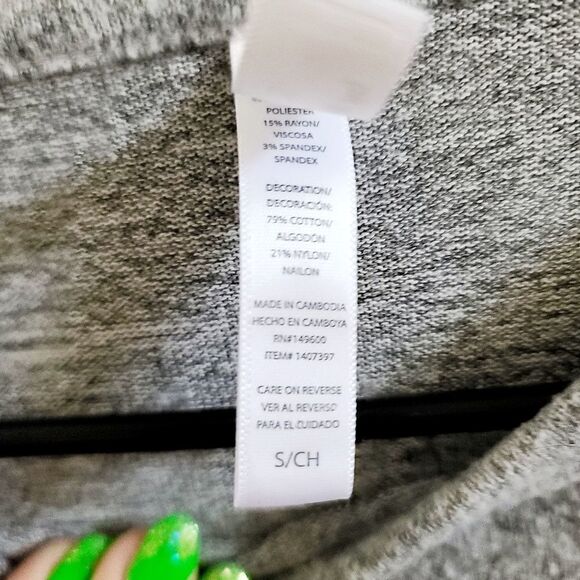 POLIESTER
15% RAYON/
VISCOSA
3% SPANDEX/
SPANDEX
DECORATION/
DECORACIÓN:
79% COTTON/
ALGODÓN
21% NYLON/
NAILON
MADE IN CAMBODIA
HECHO EN CAMBOYA
RN#149600
ITEM# 1407397
CARE ON REVERSE
VER AL REVERSO
PARA EL CUIDADO
S/CH